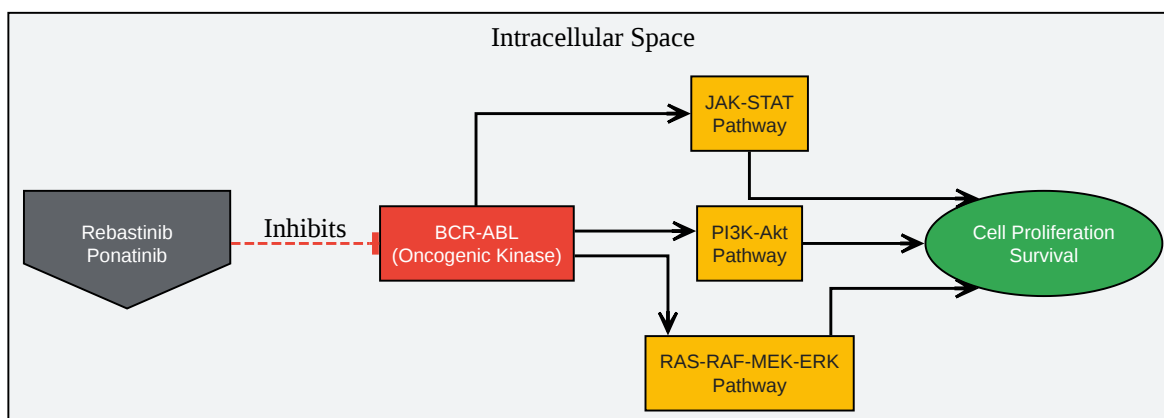 Intracellular Space
JAK-STAT
Pathway
Rebastinib
Ponatinib
Inhibits
BCR-ABL
(Oncogenic Kinase)
PI3K-Akt
Pathway
Cell Proliferation
Survival
RAS-RAF-MEK-ERK
Pathway